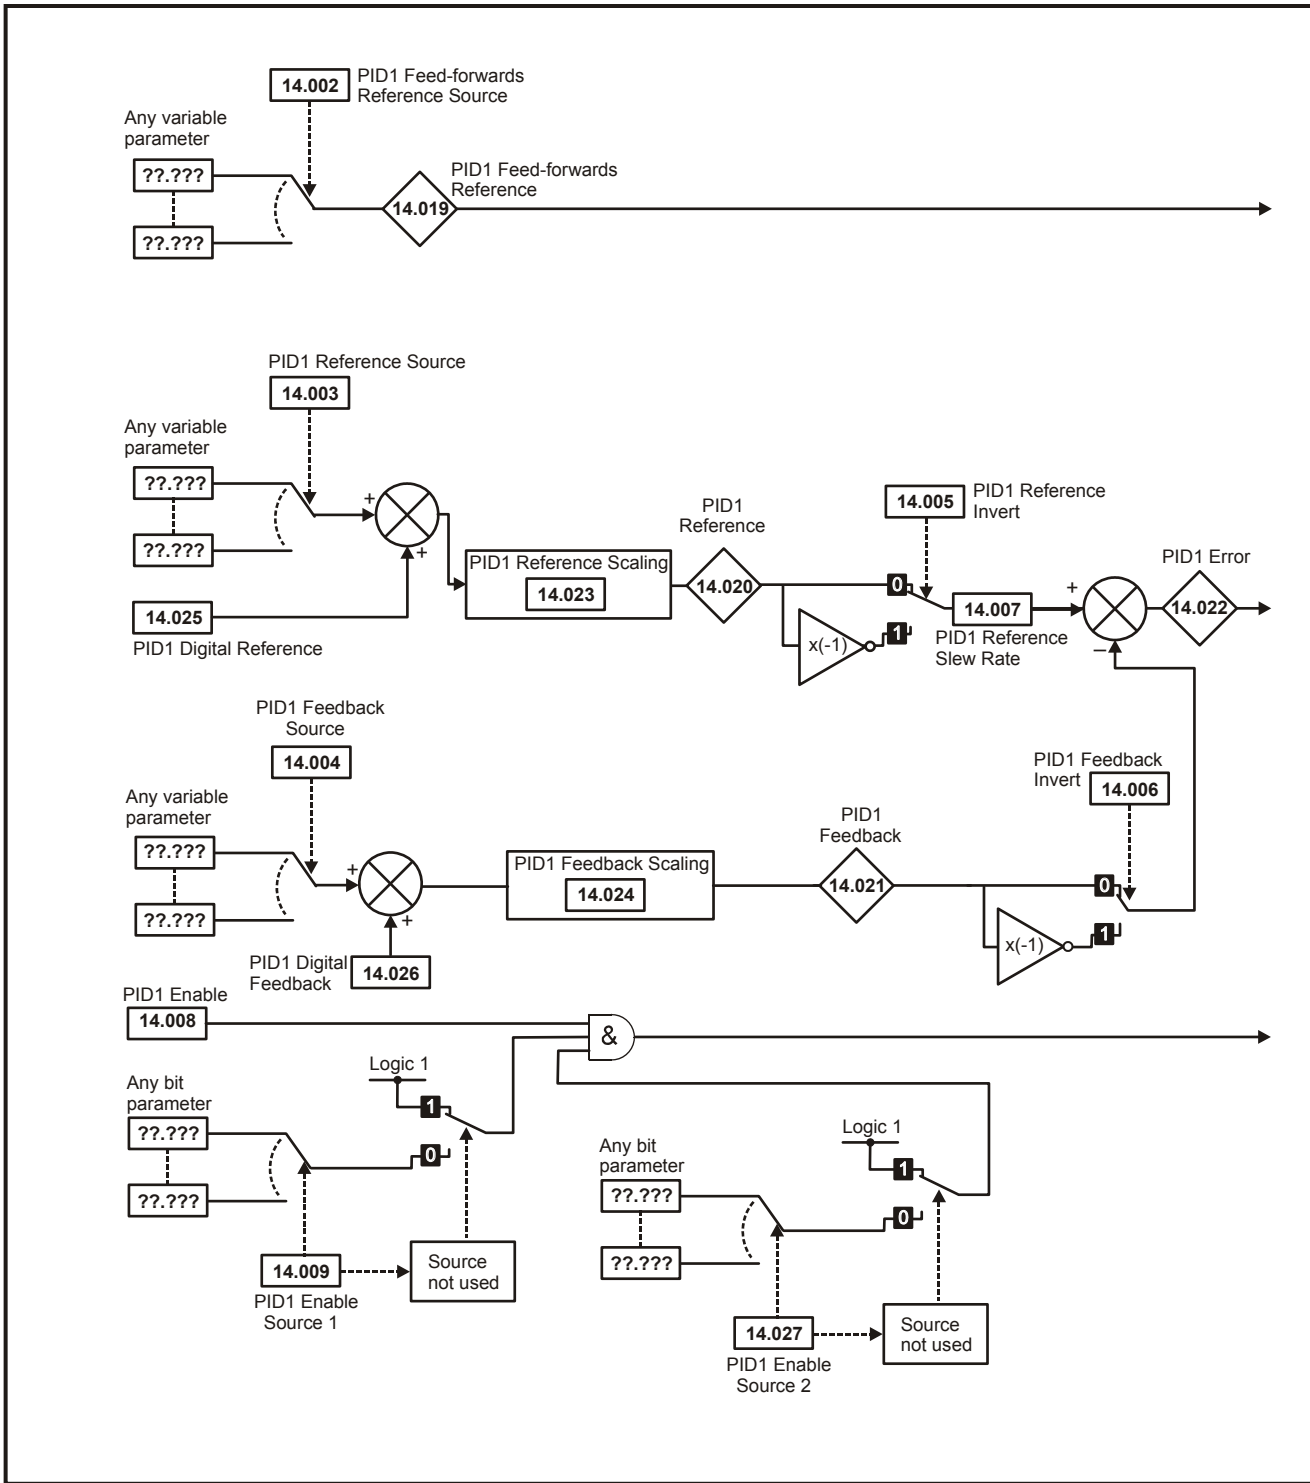 14.002
PID1 Feed-forwards
Reference Source
Any variable
parameter
??.???
??.???
PID1 Feed-forwards
Reference
14.019
PID1 Reference Source
14.003
Any variable
parameter
??.???
??.???
+
+
14.025
PID1 Digital Reference
PID1 Reference Scaling
14.023
PID1
Reference
14.020
14.005
PID1 Reference
Invert
0
1
x(-1)
14.007
PID1 Reference
Slew Rate
+
–
PID1 Error
14.022
PID1 Feedback
Source
14.004
Any variable
parameter
??.???
??.???
+
+
PID1 Digital
Feedback
14.026
PID1 Feedback Scaling
14.024
PID1
Feedback
14.021
PID1 Feedback
Invert
14.006
0
1
x(-1)
PID1 Enable
14.008
&
Any bit
parameter
??.???
??.???
Logic 1
1
0
14.009
PID1 Enable
Source 1
Source
not used
Any bit
parameter
??.???
??.???
Logic 1
1
0
14.027
PID1 Enable
Source 2
Source
not used